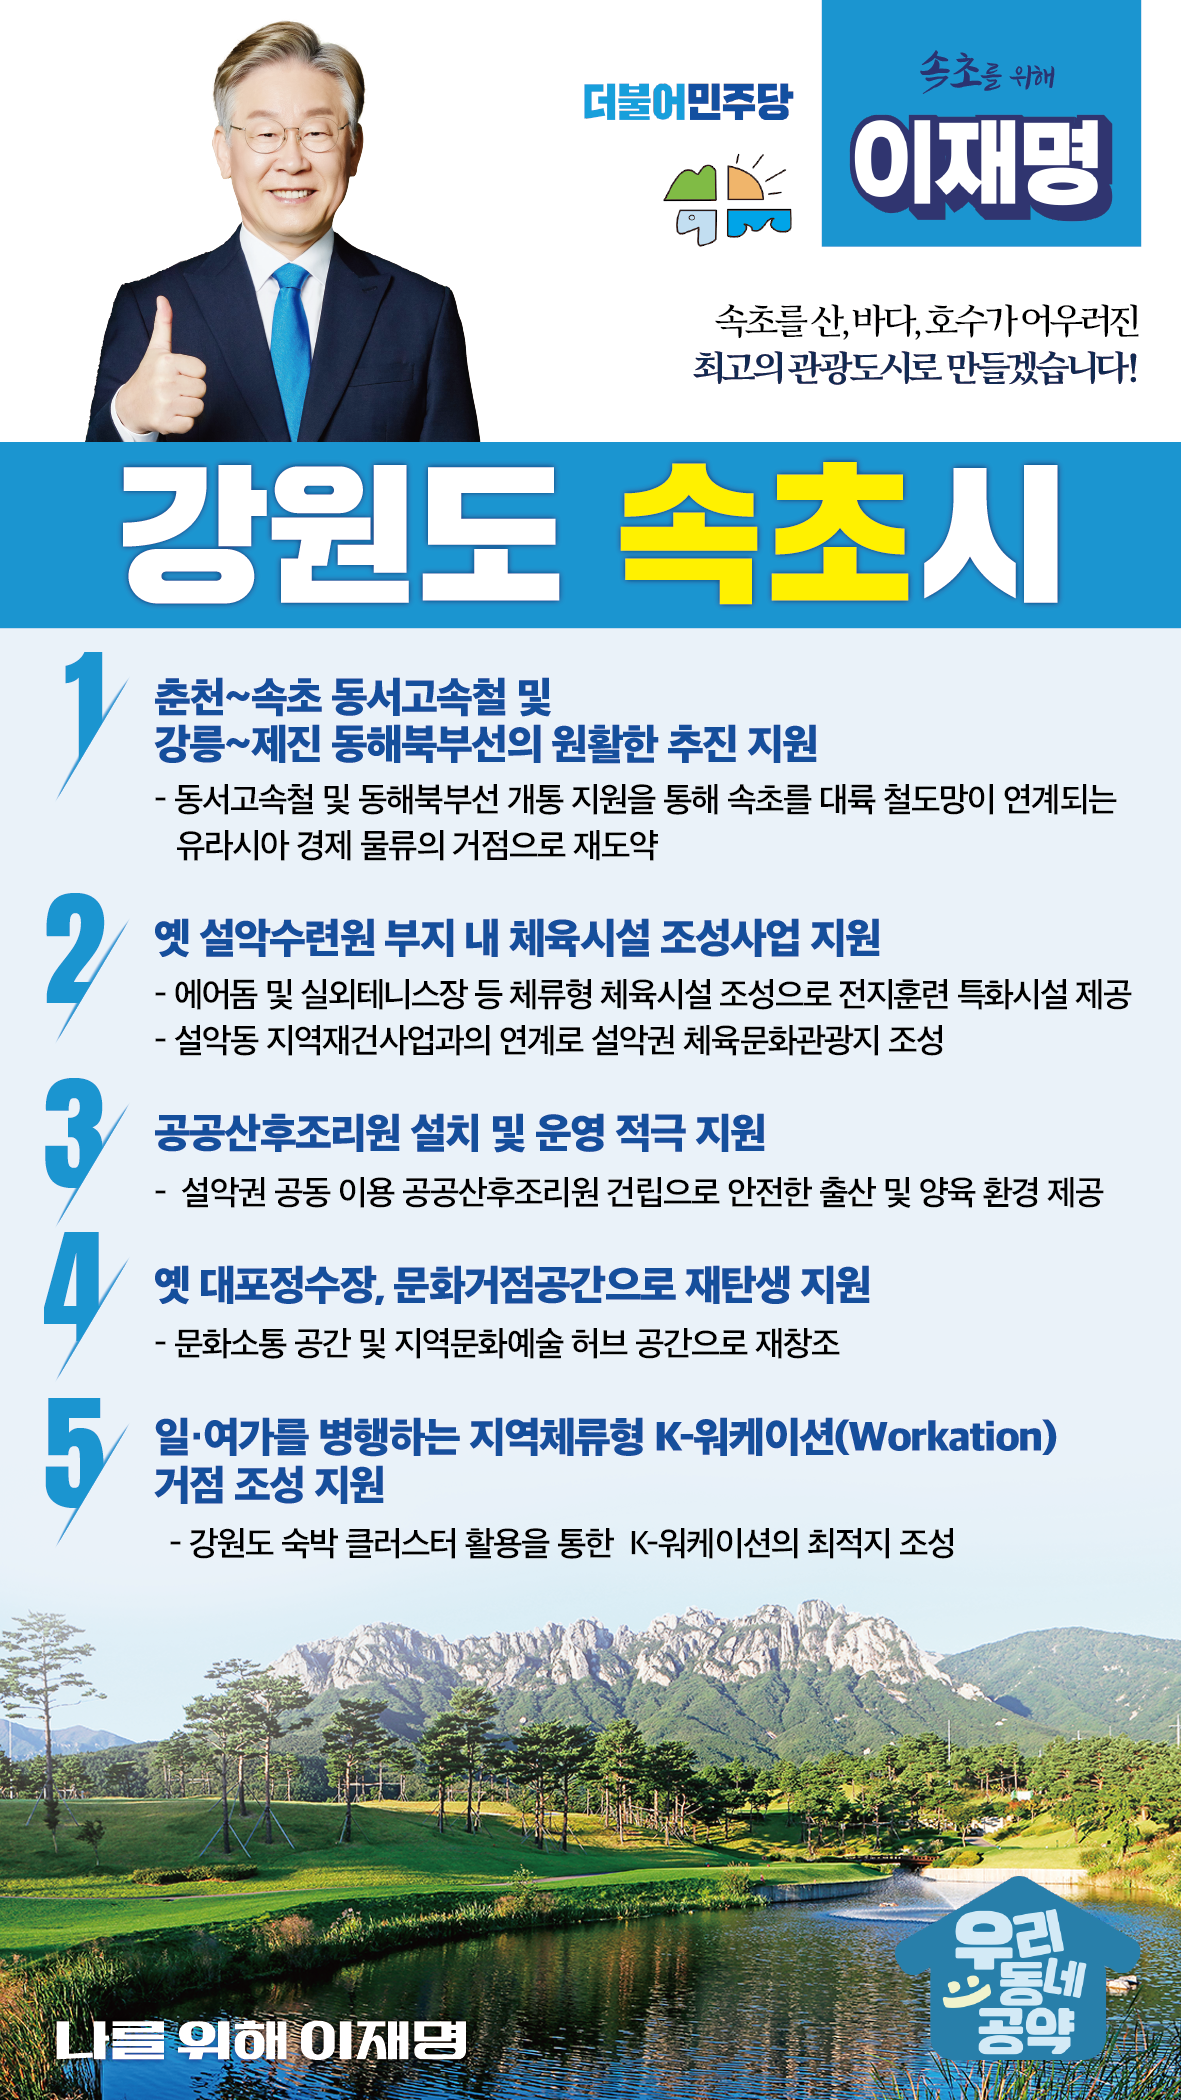 더불어민주당
속초를 위해
이재명
속초를 산, 바다, 호수가 어우러진
최고의 관광도시로 만들겠습니다!
강원도 속초시
1
춘천~속초 동서고속철 및
강릉~제진 동해북부선의 원활한 추진 지원
- 동서고속철 및 동해북부선 개통 지원을 통해 속초를 대륙 철도망이 연계되는
유라시아 경제 물류의 거점으로 재도약
2
옛 설악수련원 부지 내 체육시설 조성사업 지원
- 에어돔 및 실외테니스장 등 체류형 체육시설 조성으로 전지훈련 특화시설 제공
- 설악동 지역재건사업과의 연계로 설악권 체육문화관광지 조성
3
공공산후조리원 설치 및 운영 적극 지원
- 설악권 공동 이용 공공산후조리원 건립으로 안전한 출산 및 양육 환경 제공
4
옛 대포정수장, 문화거점공간으로 재탄생 지원
- 문화소통 공간 및 지역문화예술 허브 공간으로 재창조
5
일·여가를 병행하는 지역체류형 K-워케이션(Workation)
거점 조성 지원
- 강원도 숙박 클러스터 활용을 통한 K-워케이션의 최적지 조성
우리
동네
공약
나를 위해 이재명